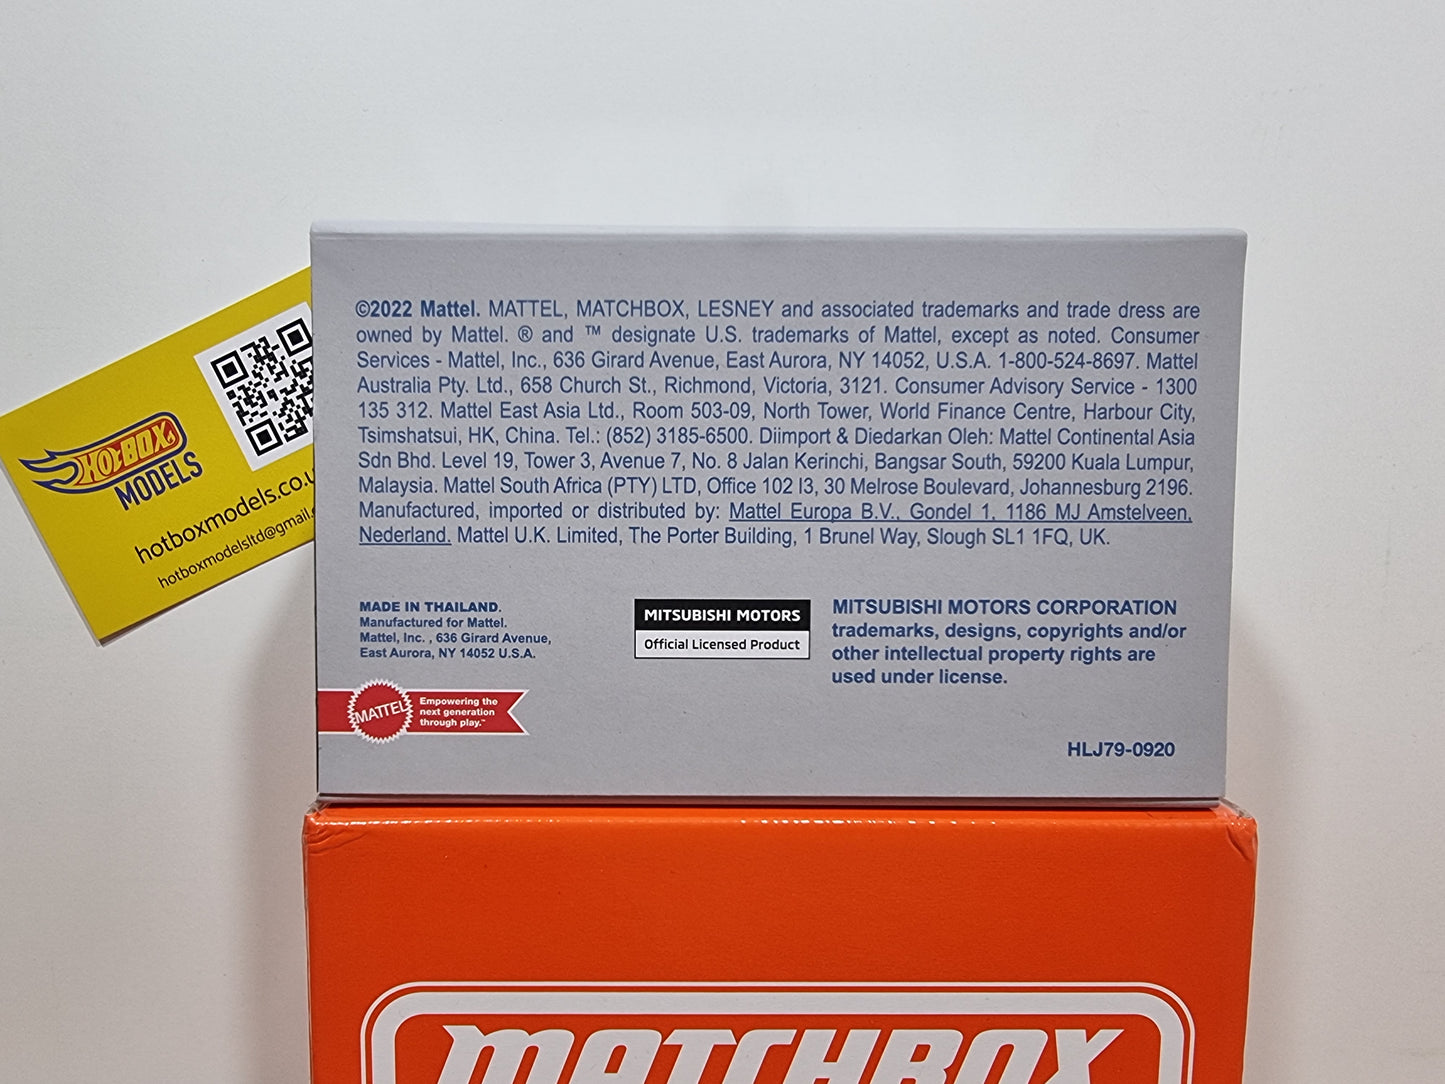 ©2022 Mattel. MATTEL, MATCHBOX, LESNEY and associated trademarks and trade dress are
owned by Mattel. ® and ™ designate U.S. trademarks of Mattel, except as noted. Consumer
Services - Mattel, Inc., 636 Girard Avenue, East Aurora, NY 14052, U.S.A. 1-800-524-8697. Mattel
Australia Pty. Ltd., 658 Church St., Richmond, Victoria, 3121. Consumer Advisory Service - 1300
135 312. Mattel East Asia Ltd., Room 503-09, North Tower, World Finance Centre, Harbour City,
Tsimshatsui, HK, China. Tel.: (852) 3185-6500. Diimport & Diedarkan Oleh: Mattel Continental Asia
Sdn Bhd. Level 19, Tower 3, Avenue 7, No. 8 Jalan Kerinchi, Bangsar South, 59200 Kuala Lumpur,
Malaysia. Mattel South Africa (PTY) LTD, Office 102 I3, 30 Melrose Boulevard, Johannesburg 2196.
Manufactured, imported or distributed by: Mattel Europa B.V., Gondel 1, 1186 MJ Amstelveen,
Nederland. Mattel U.K. Limited, The Porter Building, 1 Brunel Way, Slough SL1 1FQ, UK.
MADE IN THAILAND.
Manufactured for Mattel.
Mattel, Inc. , 636 Girard Avenue,
East Aurora, NY 14052 U.S.A.
MITSUBISHI MOTORS
Official Licensed Product
MITSUBISHI MOTORS CORPORATION
trademarks, designs, copyrights and/or
other intellectual property rights are
used under license.
MATTEL
Empowering the
next generation
through play.™
HLJ79-0920
HOTBOX
MODELS
hotboxmodels.co.u
hotboxmodelsltd@gmail.
MATCHBOX